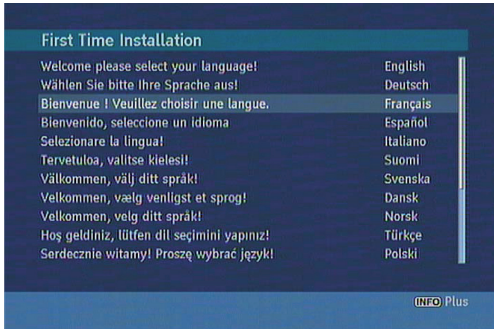 First Time Installation
Welcome please select your language! English
Wählen Sie bitte Ihre Sprache aus! Deutsch
Bienvenue ! Veuillez choisir une langue. Français
Bienvenido, seleccione un idioma Español
Selezionare la lingua! Italiano
Tervetuloa, valitse kielesi! Suomi
Välkommen, välj ditt språk! Svenska
Velkommen, vælg venligst et sprog! Dansk
Velkommen, velg ditt språk! Norsk
Hoş geldiniz, lütfen dil seçimini yapınız! Türkçe
Serdecznie witamy! Proszę wybrać język! Polski
INFO Plus